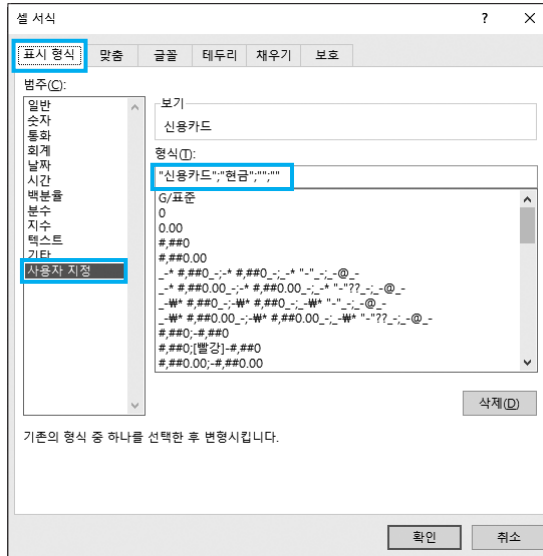 셀 서식 ? ×
표시 형식 맞춤 글꼴 테두리 채우기 보호
범주(C):
일반
숫자
통화
회계
날짜
시간
백분율
분수
지수
텍스트
기타
사용자 지정
보기
신용카드
형식(T):
"신용카드";"현금";"";""
G/표준
0
0.00
#,##0
#,##0.00
_-* #,##0_-;-* #,##0_-;_-* "-"_-;_-@_-
_-* #,##0.00_-;-* #,##0.00_-;_-* "-"??_-;_-@_-
_-₩* #,##0_-;-₩* #,##0_-;_-₩* "-"_-;_-@_-
_-₩* #,##0.00_-;-₩* #,##0.00_-;_-₩* "-"??_-;_-@_-
#,##0;-#,##0
#,##0;[빨강]-#,##0
#,##0.00;-#,##0.00
삭제(D)
기존의 형식 중 하나를 선택한 후 변형시킵니다.
확인 취소